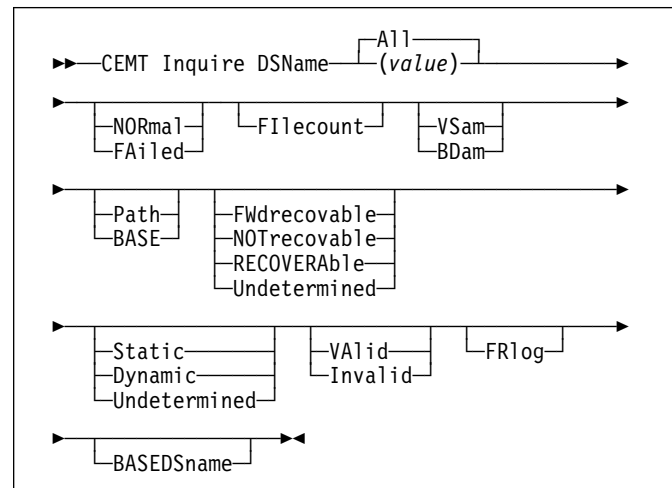 All
CEMT Inquire DSName (value)
NORmal FIlecount VSam
FAiled BDam
Path FWdrecovable
BASE NOTrecovable
RECOVERAble
Undetermined
Static VAlid FRlog
Dynamic Invalid
Undetermined
BASEDSname